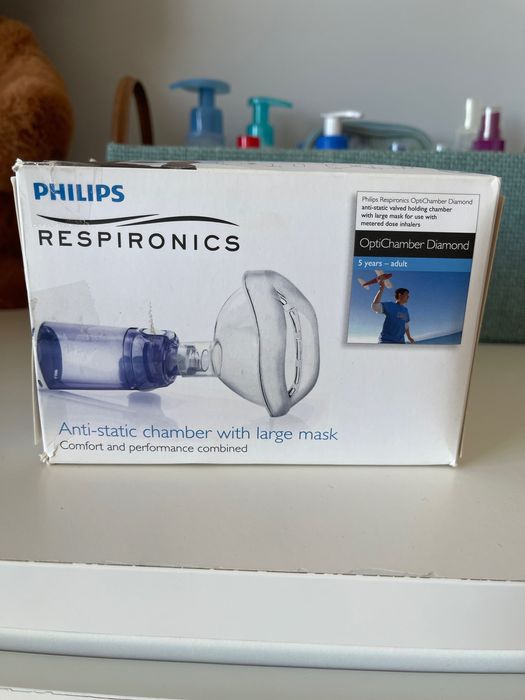 PHILIPS
RESPIRONICS
Philips Respironics OptiChamber Diamond
anti-static valved holding chamber
with large mask for use with
metered dose inhalers
OptiChamber Diamond
5 years – adult
Anti-static chamber with large mask
Comfort and performance combined